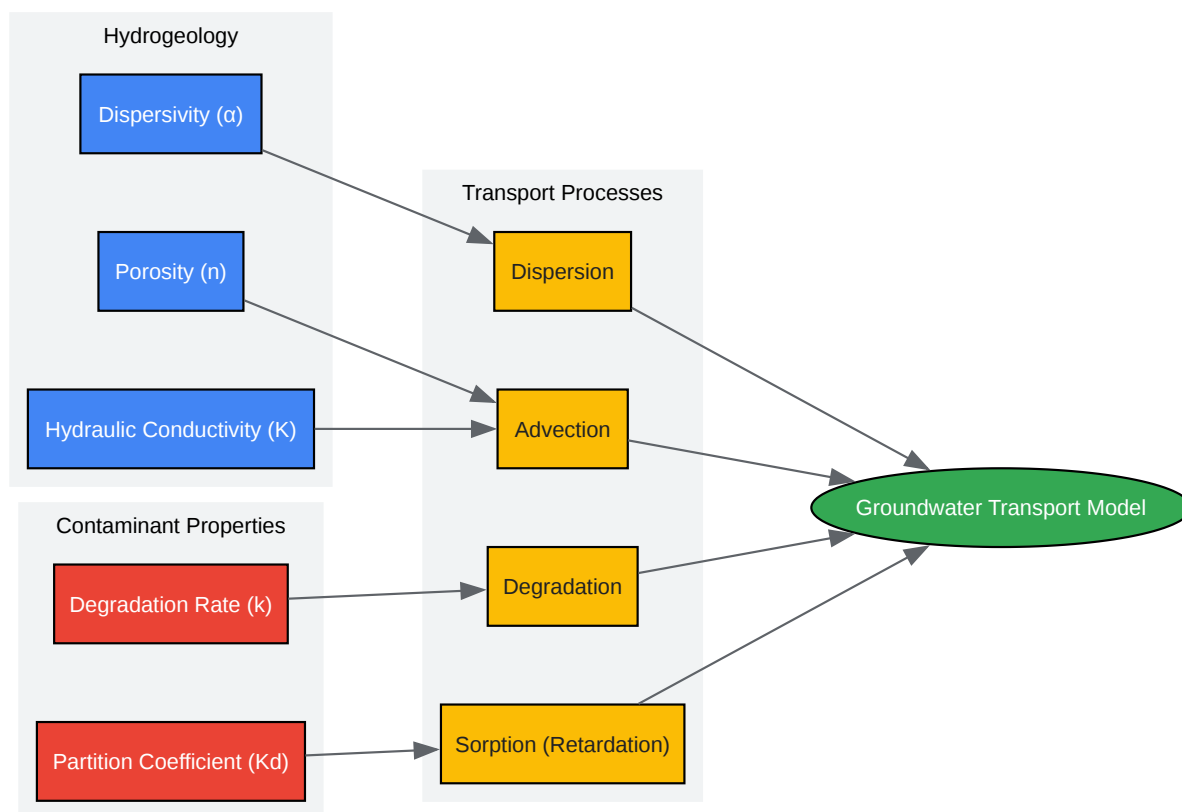 Hydrogeology
Dispersivity (α)
Porosity (n)
Hydraulic Conductivity (K)
Contaminant Properties
Degradation Rate (k)
Partition Coefficient (Kd)
Transport Processes
Dispersion
Advection
Degradation
Sorption (Retardation)
Groundwater Transport Model